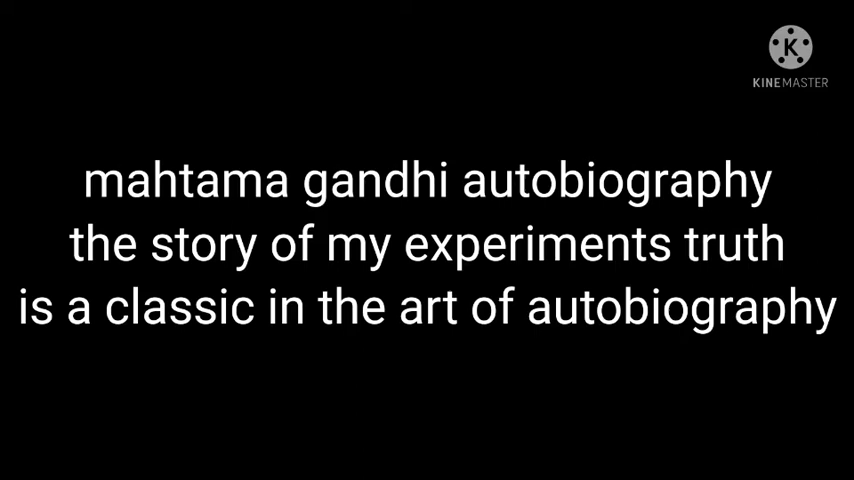 K
KINEMASTER
mahtama gandhi autobiography
the story of my experiments truth
is a classic in the art of autobiography